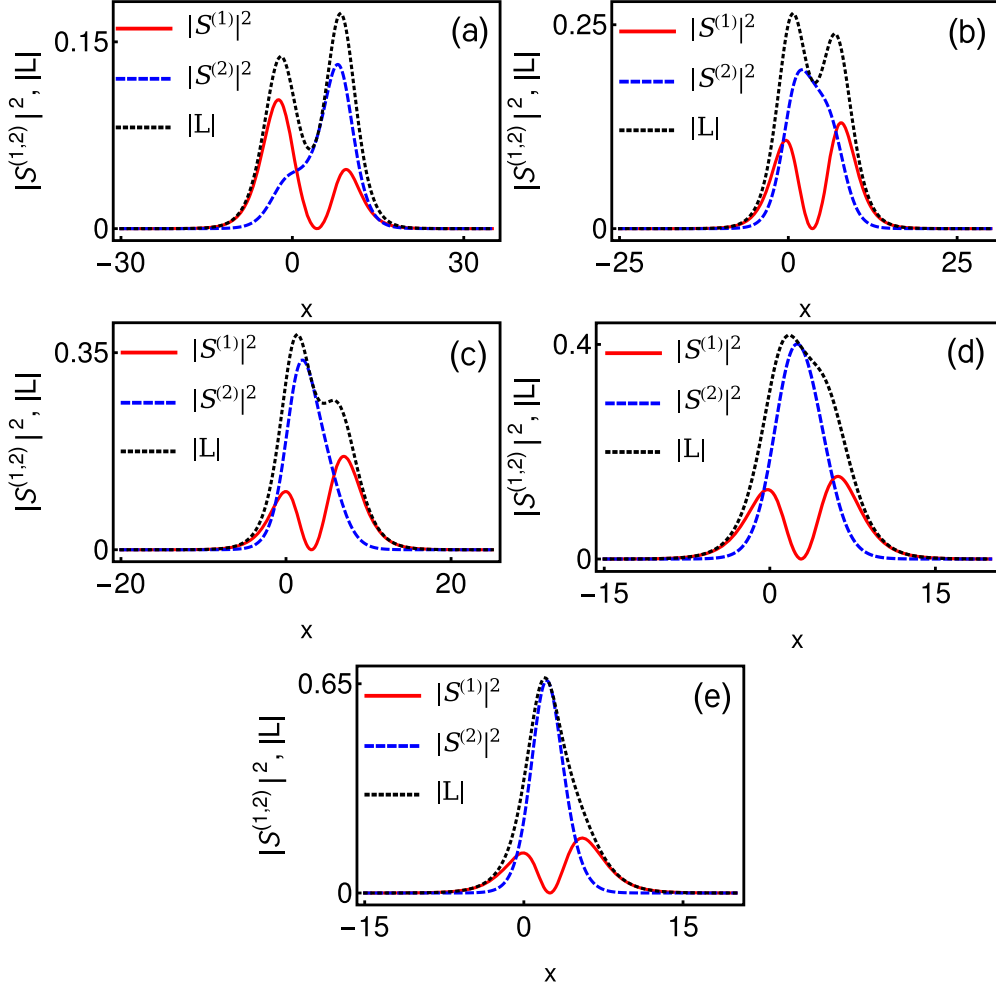 (a)
|S⁽¹⁾|²
|S⁽²⁾|²
|L|
0.15
0
−30
0
30
x
|S⁽¹,²⁾|², |L|
(b)
|S⁽¹⁾|²
|S⁽²⁾|²
|L|
0.25
0
−25
0
25
x
|S⁽¹,²⁾|², |L|
(c)
|S⁽¹⁾|²
|S⁽²⁾|²
|L|
0.35
0
−20
0
20
x
|S⁽¹,²⁾|², |L|
(d)
|S⁽¹⁾|²
|S⁽²⁾|²
|L|
0.4
0
−15
0
15
x
|S⁽¹,²⁾|², |L|
(e)
|S⁽¹⁾|²
|S⁽²⁾|²
|L|
0.65
0
−15
0
15
x
|S⁽¹,²⁾|², |L|